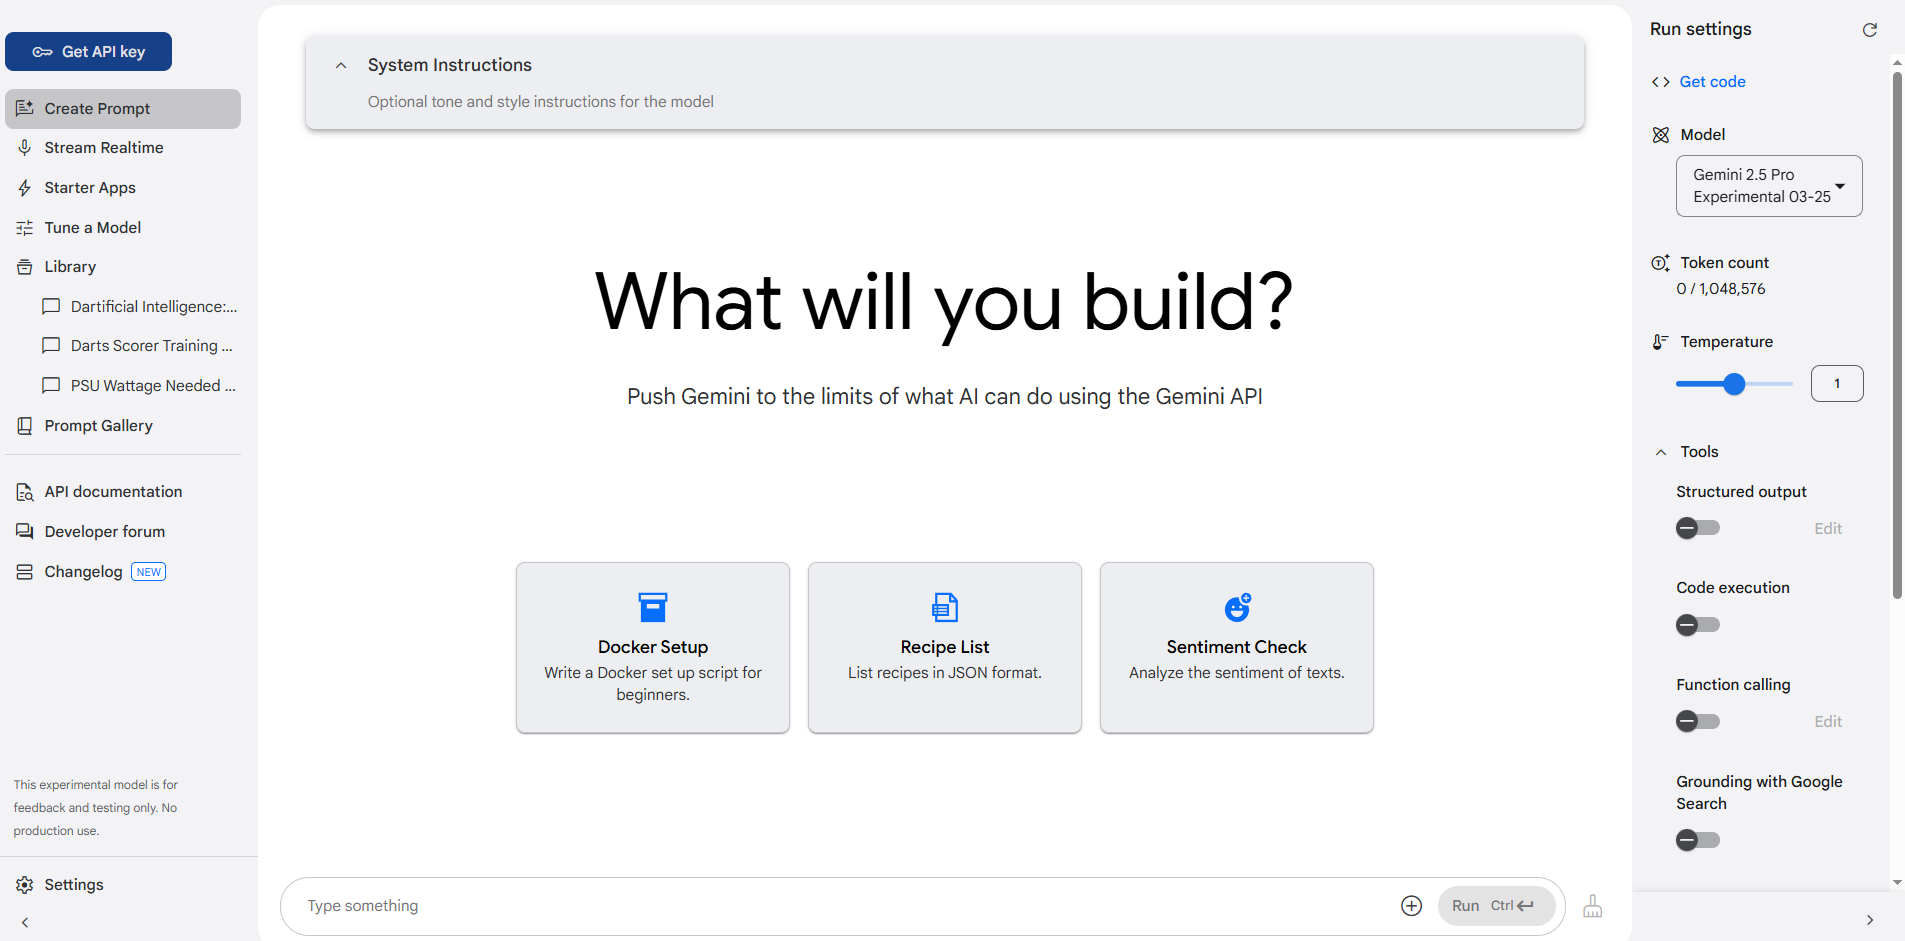 Get API key
Create Prompt
Stream Realtime
Starter Apps
Tune a Model
Library
Dartificial Intelligence:...
Darts Scorer Training ...
PSU Wattage Needed ...
Prompt Gallery
API documentation
Developer forum
Changelog NEW
This experimental model is for
feedback and testing only. No
production use.
Settings
System Instructions
Optional tone and style instructions for the model
What will you build?
Push Gemini to the limits of what AI can do using the Gemini API
Docker Setup
Write a Docker set up script for
beginners.
Recipe List
List recipes in JSON format.
Sentiment Check
Analyze the sentiment of texts.
Type something
Run Ctrl
Run settings
Get code
Model
Gemini 2.5 Pro
Experimental 03-25
Token count
0 / 1,048,576
Temperature
1
Tools
Structured output
Edit
Code execution
Function calling
Edit
Grounding with Google
Search